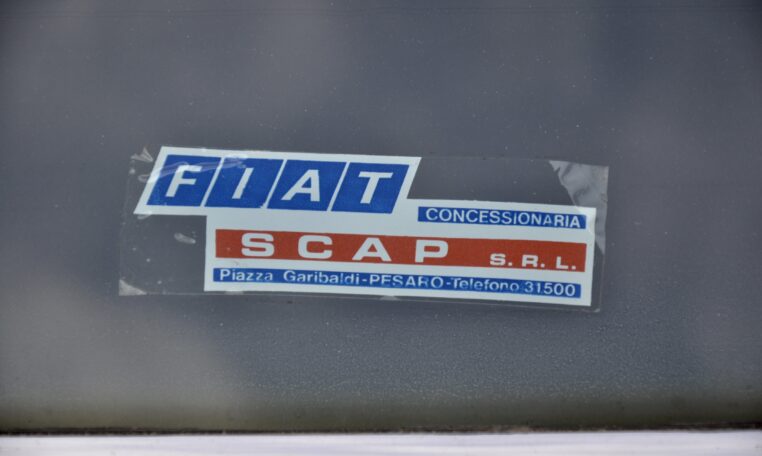 FIAT
CONCESSIONARIA
SCAP S.R.L.
Piazza Garibaldi-PESARO-Telefono 31500